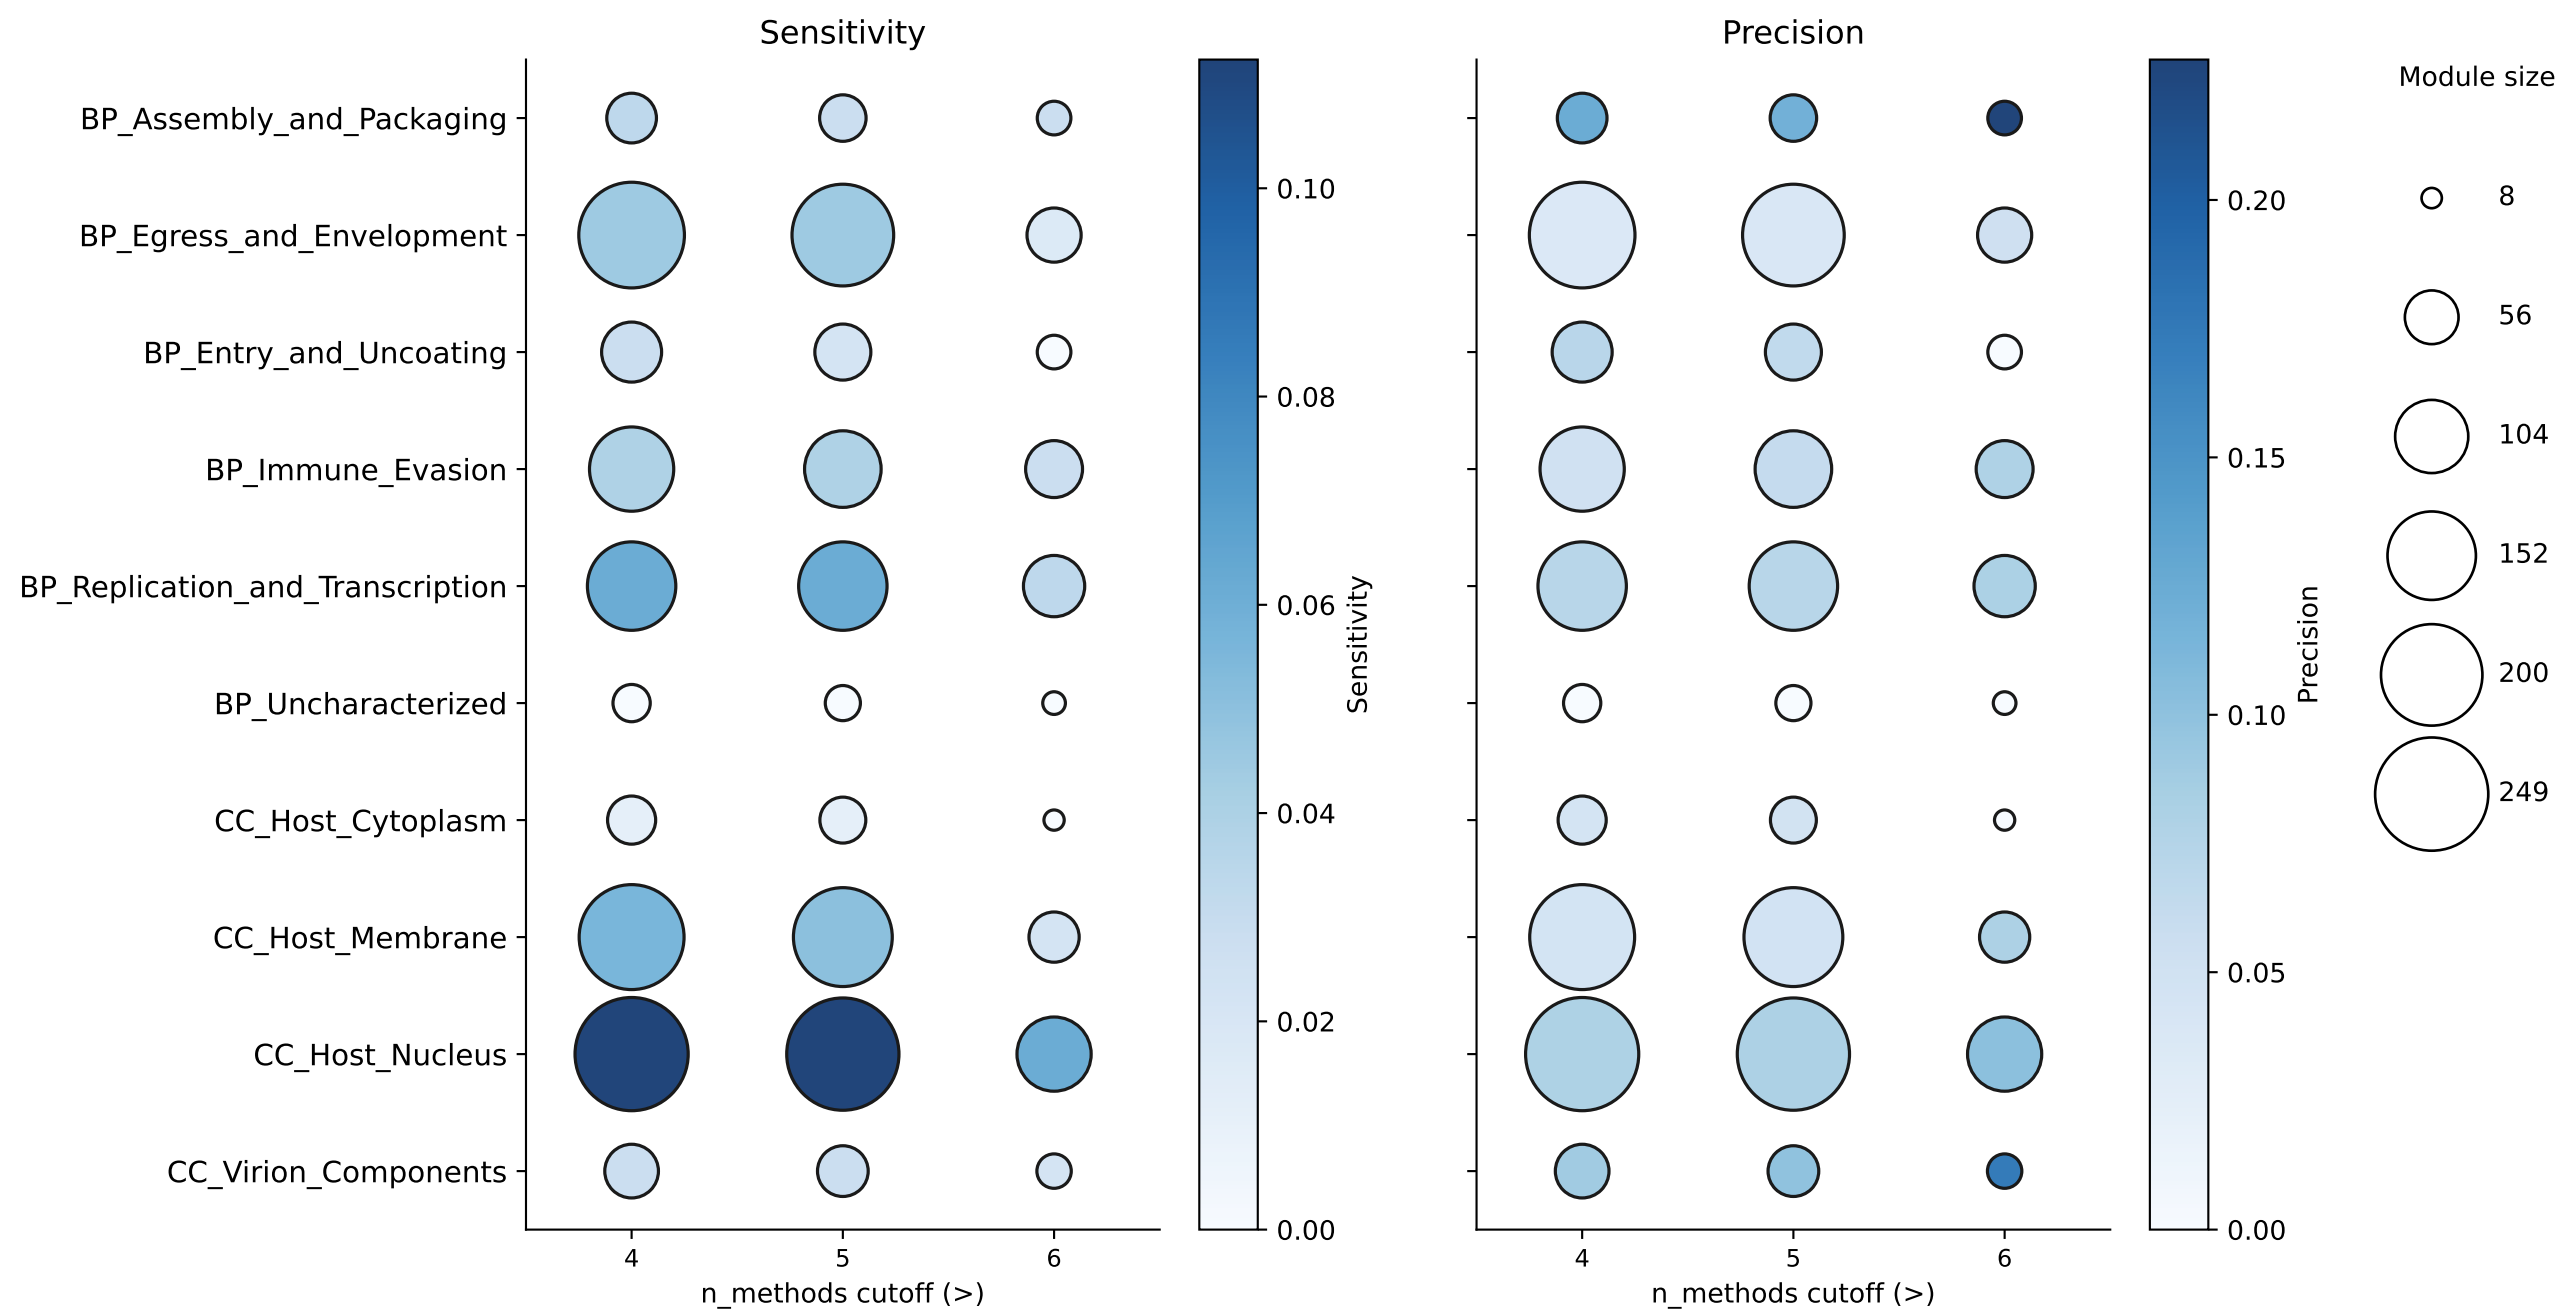 Sensitivity
BP_Assembly_and_Packaging
BP_Egress_and_Envelopment
BP_Entry_and_Uncoating
BP_Immune_Evasion
BP_Replication_and_Transcription
BP_Uncharacterized
CC_Host_Cytoplasm
CC_Host_Membrane
CC_Host_Nucleus
CC_Virion_Components
4 5 6
n_methods cutoff (>)
0.10
0.08
0.06
0.04
0.02
0.00
Sensitivity
Precision
4 5 6
n_methods cutoff (>)
0.20
0.15
0.10
0.05
0.00
Precision
Module size
8
56
104
152
200
249